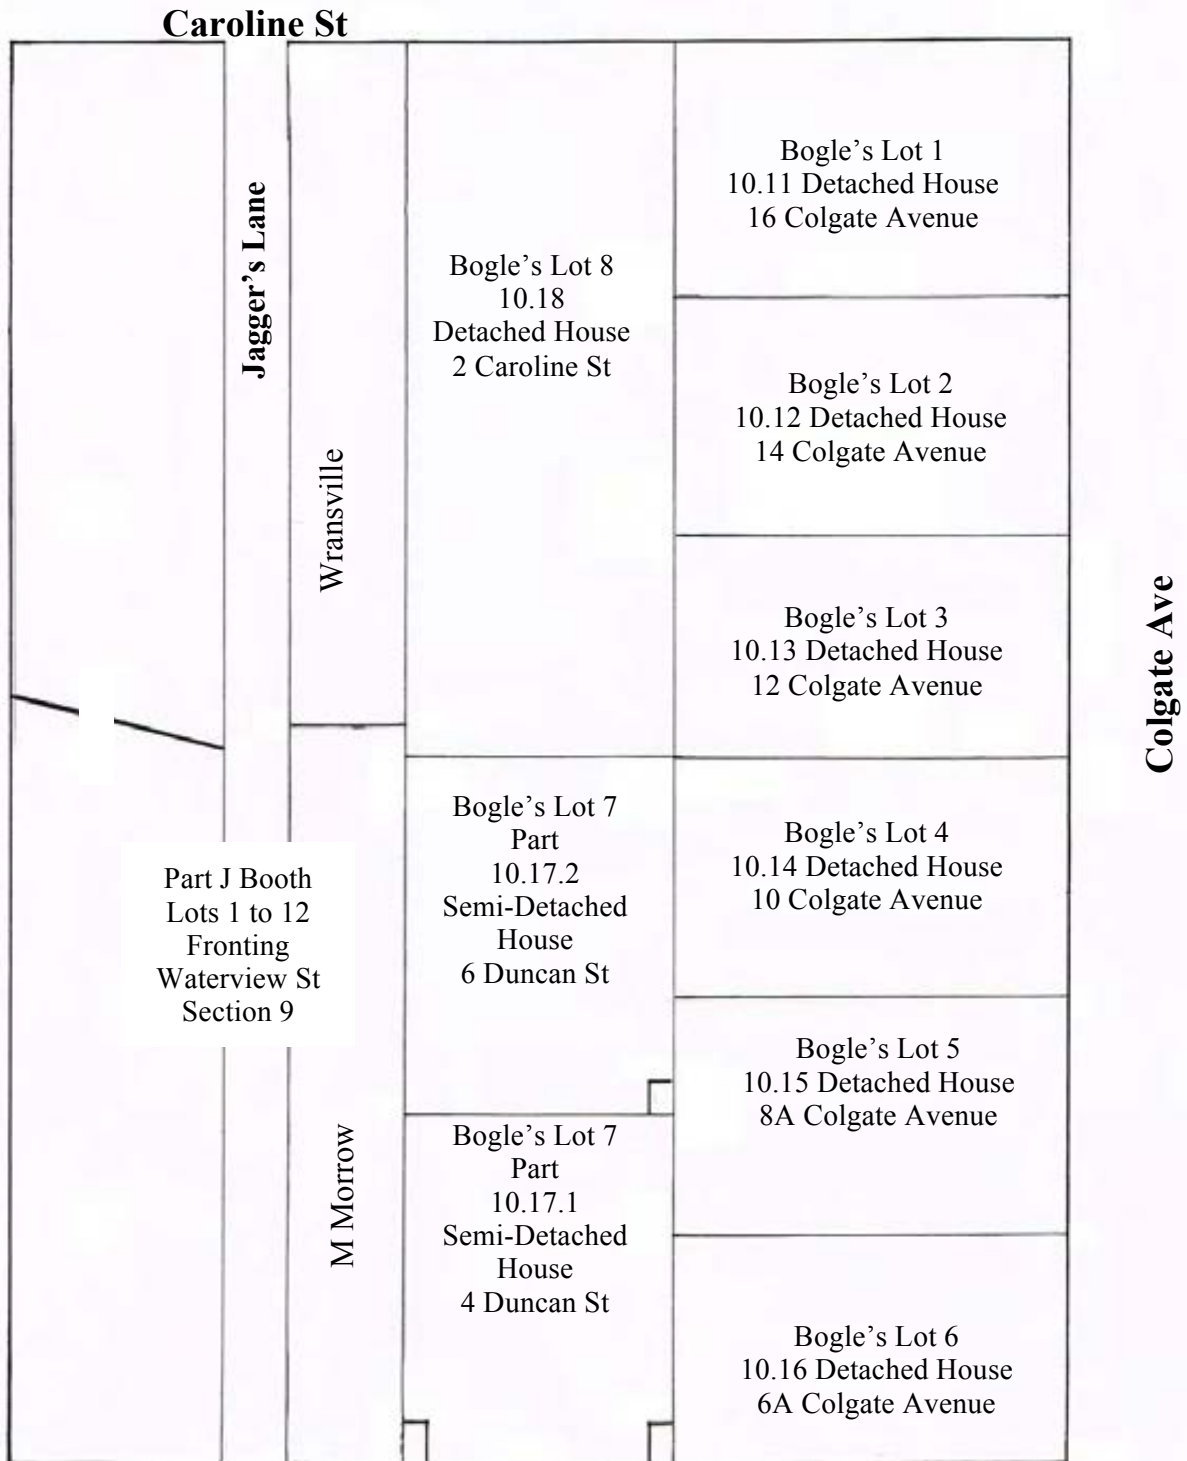 Caroline St
Jagger's Lane
Wransville
Bogle's Lot 8
10.18
Detached House
2 Caroline St
Bogle's Lot 1
10.11 Detached House
16 Colgate Avenue
Bogle's Lot 2
10.12 Detached House
14 Colgate Avenue
Bogle's Lot 3
10.13 Detached House
12 Colgate Avenue
Colgate Ave
Part J Booth
Lots 1 to 12
Fronting
Waterview St
Section 9
M Morrow
Bogle's Lot 7
Part
10.17.2
Semi-Detached
House
6 Duncan St
Bogle's Lot 4
10.14 Detached House
10 Colgate Avenue
Bogle's Lot 5
10.15 Detached House
8A Colgate Avenue
Bogle's Lot 7
Part
10.17.1
Semi-Detached
House
4 Duncan St
Bogle's Lot 6
10.16 Detached House
6A Colgate Avenue